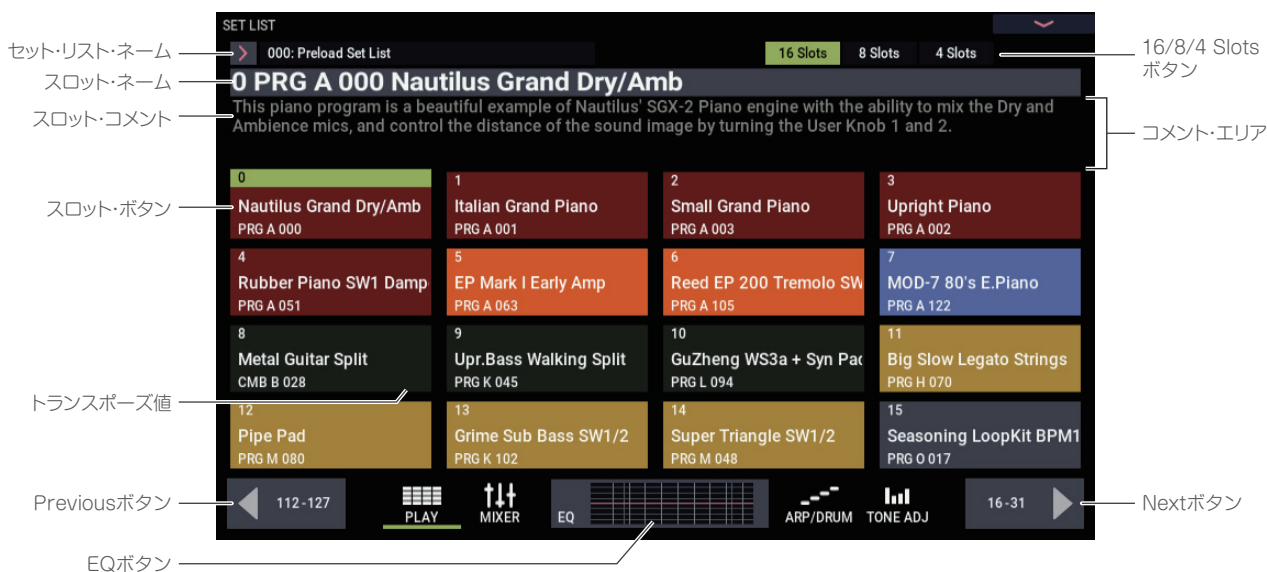 SET LIST
セット・リスト・ネーム
000: Preload Set List
16 Slots
8 Slots
4 Slots
16/8/4 Slots
ボタン
スロット・ネーム
0 PRG A 000 Nautilus Grand Dry/Amb
スロット・コメント
This piano program is a beautiful example of Nautilus' SGX-2 Piano engine with the ability to mix the Dry and
Ambience mics, and control the distance of the sound image by turning the User Knob 1 and 2.
コメント・エリア
スロット・ボタン
0
Nautilus Grand Dry/Amb
PRG A 000
1
Italian Grand Piano
PRG A 001
2
Small Grand Piano
PRG A 003
3
Upright Piano
PRG A 002
4
Rubber Piano SW1 Damp
PRG A 051
5
EP Mark I Early Amp
PRG A 063
6
Reed EP 200 Tremolo SW
PRG A 105
7
MOD-7 80's E.Piano
PRG A 122
8
Metal Guitar Split
CMB B 028
9
Upr.Bass Walking Split
PRG K 045
10
GuZheng WS3a + Syn Pad
PRG L 094
11
Big Slow Legato Strings
PRG H 070
トランスポーズ値
12
Pipe Pad
PRG M 080
13
Grime Sub Bass SW1/2
PRG K 102
14
Super Triangle SW1/2
PRG M 048
15
Seasoning LoopKit BPM1
PRG O 017
Previousボタン
112-127
PLAY
MIXER
EQ
ARP/DRUM
TONE ADJ
16-31
Nextボタン
EQボタン